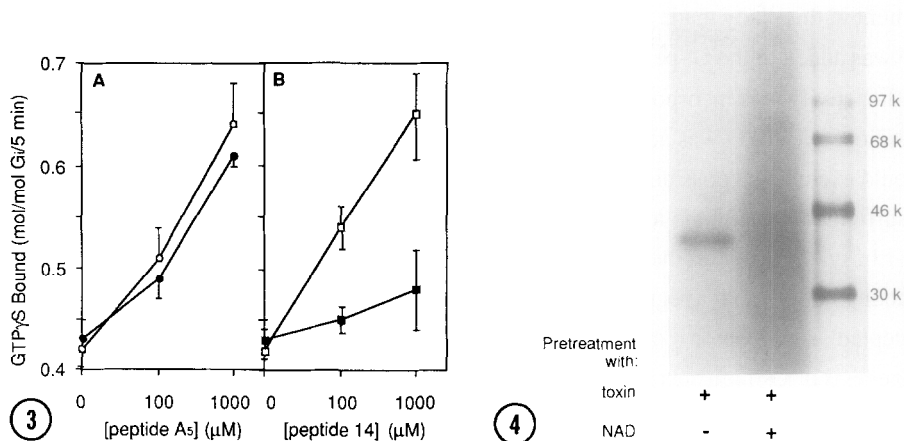 0.7
0.6
0.5
0.4
GTPγS Bound (mol/mol Gi/5 min)
A
B
0
100
1000
0
100
1000
[peptide A5] (μM)
[peptide 14] (μM)
3
97 k
68 k
46 k
30 k
Pretreatment
with:
toxin
+
+
NAD
-
+
4